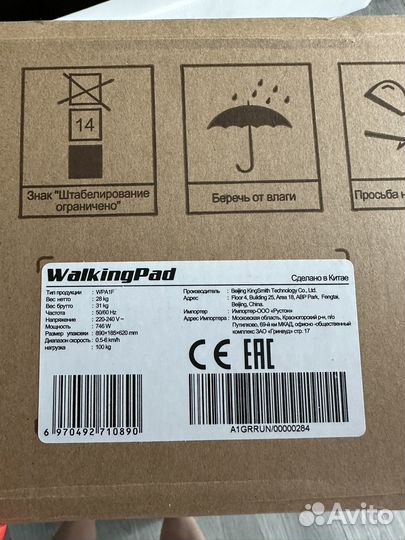 14
Знак "Штабелирование
ограничено"
Беречь от влаги
Просьба н
WalkingPad
Сделано в Китае
Тип продукции : WPA1F
Вес нетто : 28 kg
Вес брутто : 31 kg
Частота : 50/60 Hz
Напряжение : 220-240 V~
Мощность : 746 W
Размер упаковки : 890×185×620 mm
Диапазон скорости : 0.5-6 km/h
нагрузка : 100 kg
Производитель : Beijing KingSmith Technology Co., Ltd.
Адрес : Floor 4, Building 25, Area 18, ABP Park, Fengtai,
Beijing, China.
Импортер : Импортер-ООО «Рустон»
Адрес Импортера : Московская область, Красногорский р-н, п/о
Путилково, 69-й км МКАД, офисно-общественный
комплекс ЗАО «Гринвуд» стр. 17
CE EAC
6 970492 710890
A1GRRUN/00000284
Avito